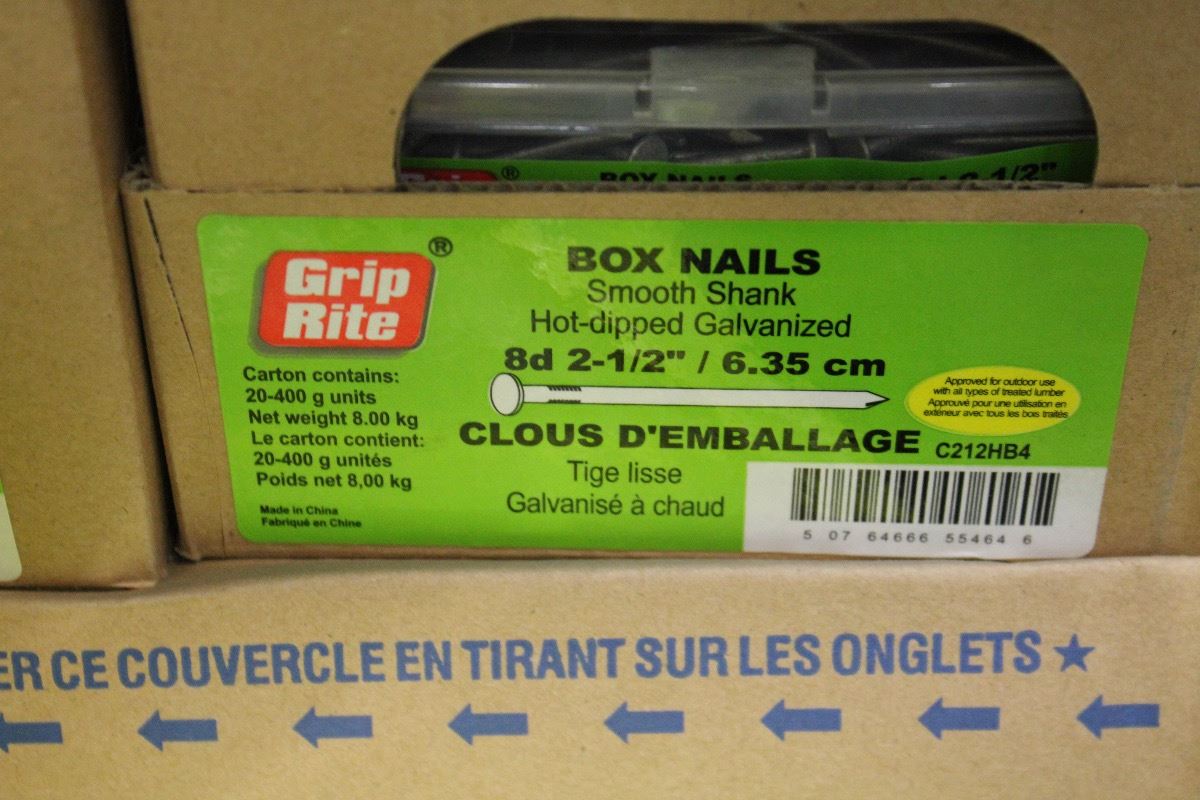 ® BOX NAILS 2-1/2"
Grip
Rite
®
BOX NAILS
Smooth Shank
Hot-dipped Galvanized
8d 2-1/2" / 6.35 cm
Carton contains:
20-400 g units
Net weight 8.00 kg
Le carton contient:
20-400 g unités
Poids net 8,00 kg
Made in China
Fabriqué en Chine
Approved for outdoor use
with all types of treated lumber
Approuvé pour une utilisation en
extérieur avec tous les bois traités
CLOUS D'EMBALLAGE C212HB4
Tige lisse
Galvanisé à chaud
5 07 64666 55464 6
ER CE COUVERCLE EN TIRANT SUR LES ONGLETS ★